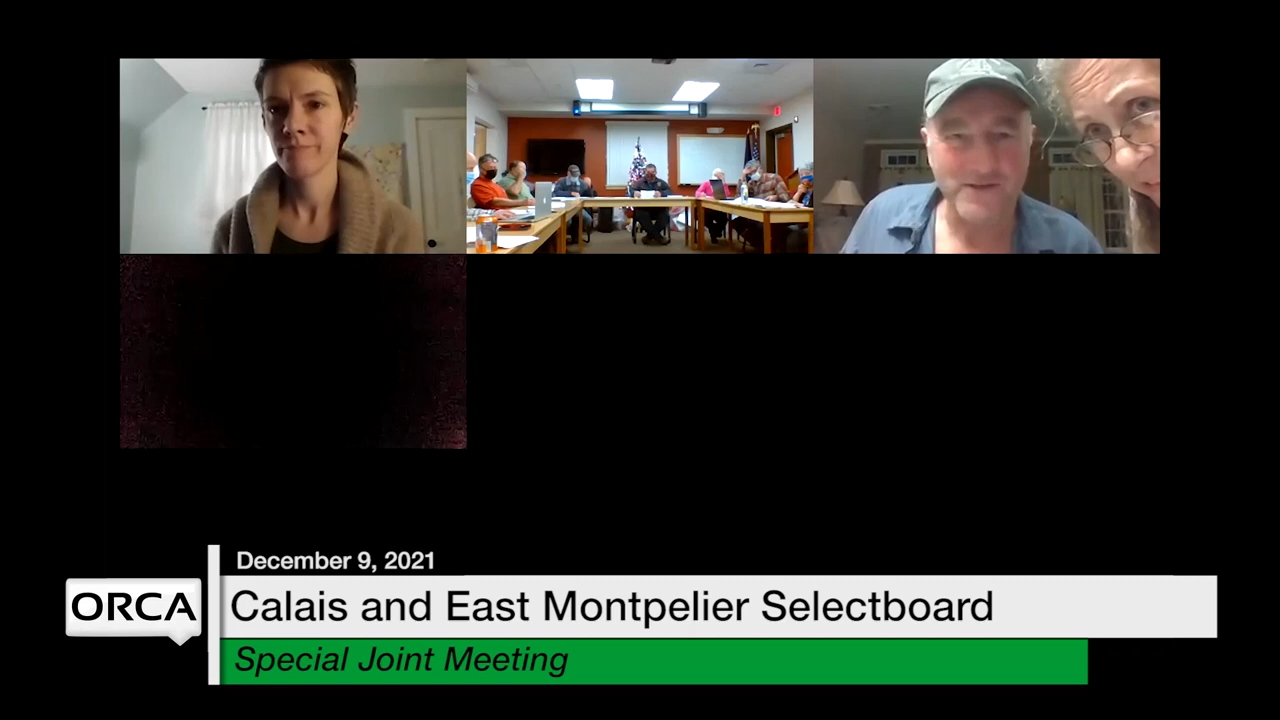 December 9, 2021
ORCA
Calais and East Montpelier Selectboard
Special Joint Meeting